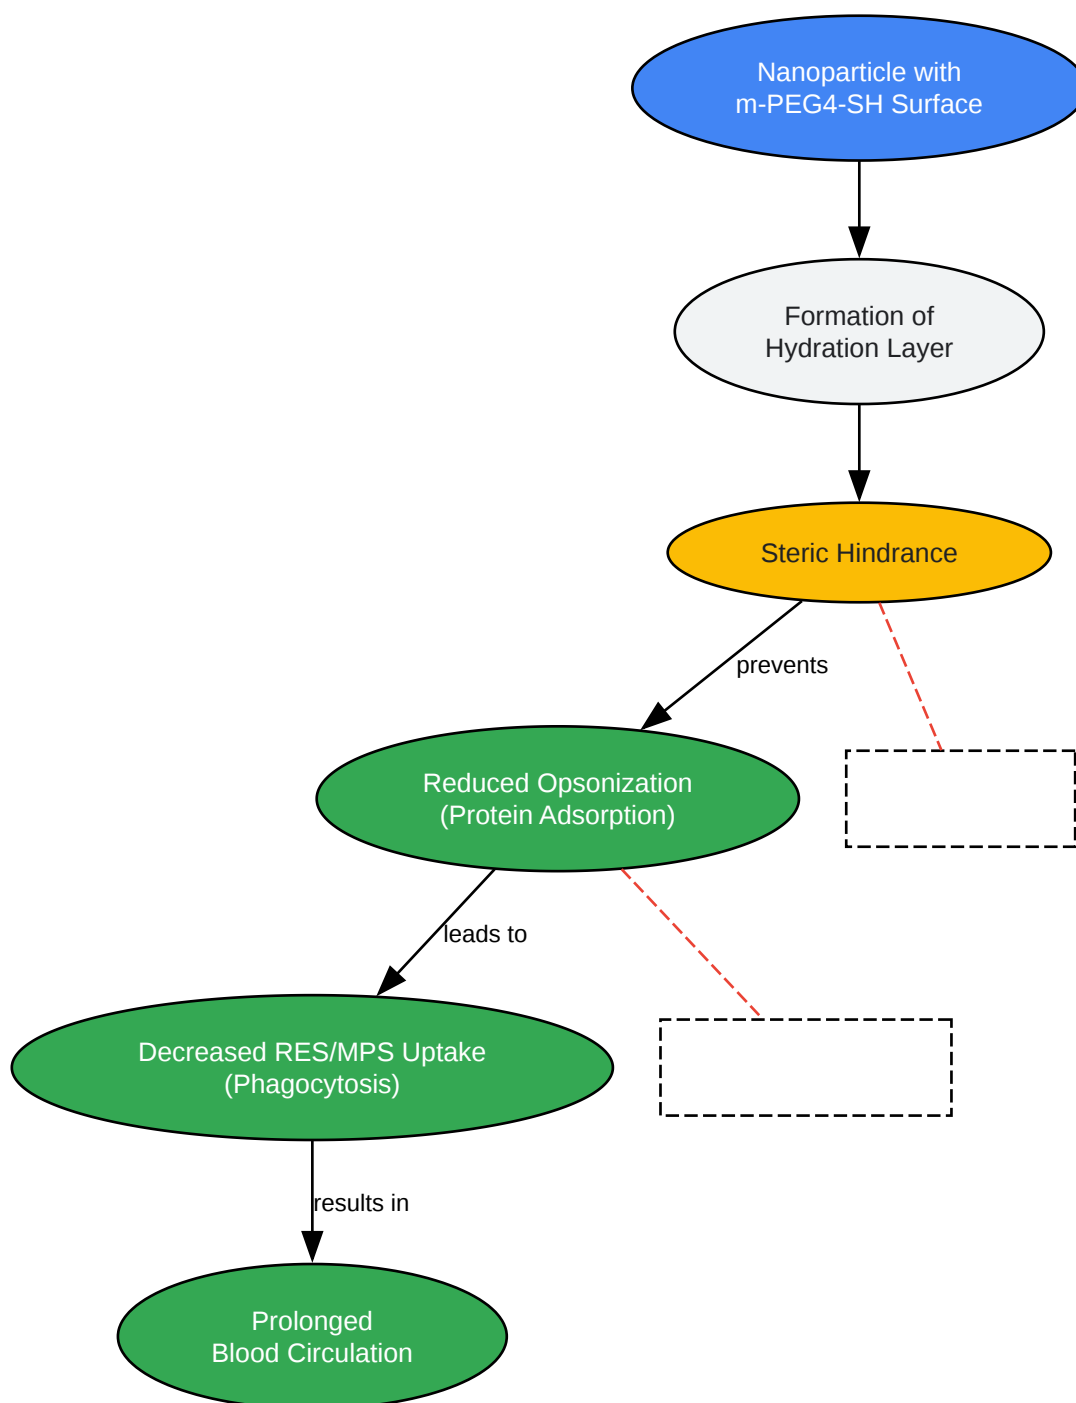 Nanoparticle with
m-PEG4-SH Surface
Formation of
Hydration Layer
Steric Hindrance
prevents
Reduced Opsonization
(Protein Adsorption)
leads to
Decreased RES/MPS Uptake
(Phagocytosis)
results in
Prolonged
Blood Circulation